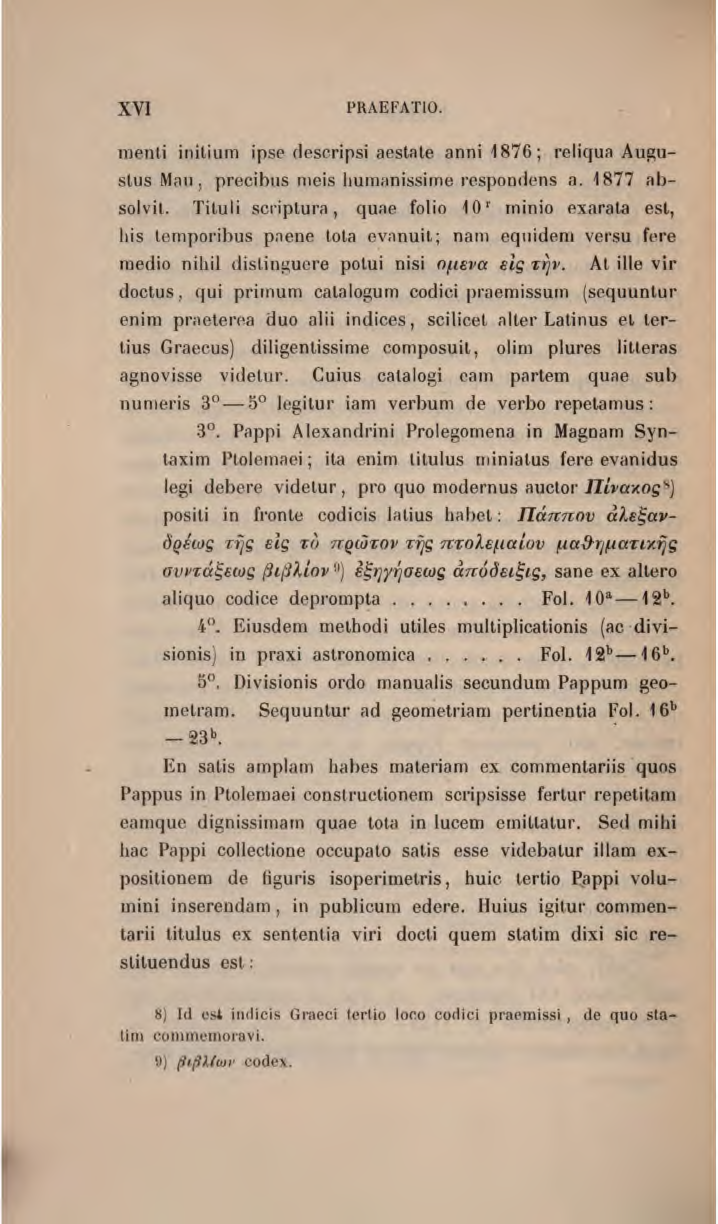 XVI PRAEFATIO.
menti initium ipse descripsi aestate anni 1876; reliqua Augu-
stus Mau, precibus meis humanissime respondens a. 1877 ab-
solvit. Tituli scriptura, quae folio 10ʳ minio exarata est,
his temporibus paene tota evanuit; nam equidem versu fere
medio nihil distinguere potui nisi ομενα εἰς τὴν. At ille vir
doctus, qui primum catalogum codici praemissum (sequuntur
enim praeterea duo alii indices, scilicet alter Latinus et ter-
tius Graecus) diligentissime composuit, olim plures litteras
agnovisse videtur. Cuius catalogi eam partem quae sub
numeris 3⁰—5⁰ legitur iam verbum de verbo repetamus:
3⁰. Pappi Alexandrini Prolegomena in Magnam Syn-
taxim Ptolemaei; ita enim titulus miniatus fere evanidus
legi debere videtur, pro quo modernus auctor Πίνακος⁸)
positi in fronte codicis latius habet: Πάππου ἀλεξαν-
δρέως τῆς εἰς τὸ πρῶτον τῆς πτολεμαίου μαθηματικῆς
συντάξεως βιβλίον⁹) ἐξηγήσεως ἀπόδειξις, sane ex altero
aliquo codice deprompta . . . . . . . . Fol. 10ᵃ—12ᵇ.
4⁰. Eiusdem methodi utiles multiplicationis (ac divi-
sionis) in praxi astronomica . . . . . . Fol. 12ᵇ—16ᵇ.
5⁰. Divisionis ordo manualis secundum Pappum geo-
metram. Sequuntur ad geometriam pertinentia Fol. 16ᵇ
—23ᵇ.
En satis amplam habes materiam ex commentariis quos
Pappus in Ptolemaei constructionem scripsisse fertur repetitam
eamque dignissimam quae tota in lucem emittatur. Sed mihi
hac Pappi collectione occupato satis esse videbatur illam ex-
positionem de figuris isoperimetris, huic tertio Pappi volu-
mini inserendam, in publicum edere. Huius igitur commen-
tarii titulus ex sententia viri docti quem statim dixi sic re-
stituendus est:
8) Id est indicis Graeci tertio loco codici praemissi, de quo sta-
tim commemoravi.
9) βιβλίων codex.